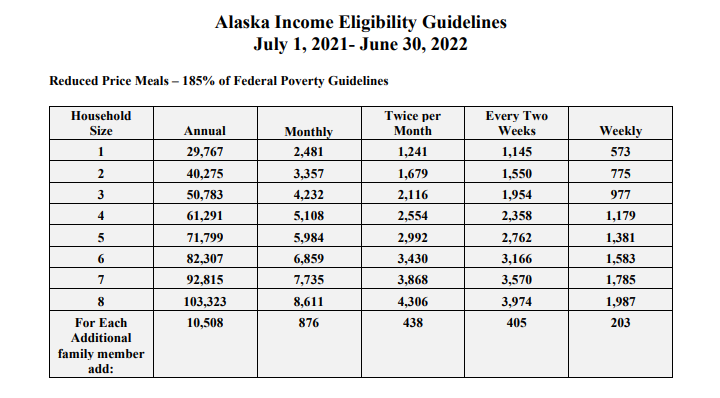 Alaska Income Eligibility Guidelines
July 1, 2021- June 30, 2022
Reduced Price Meals – 185% of Federal Poverty Guidelines
Household Size Annual Monthly Twice per Month Every Two Weeks Weekly
1 29,767 2,481 1,241 1,145 573
2 40,275 3,357 1,679 1,550 775
3 50,783 4,232 2,116 1,954 977
4 61,291 5,108 2,554 2,358 1,179
5 71,799 5,984 2,992 2,762 1,381
6 82,307 6,859 3,430 3,166 1,583
7 92,815 7,735 3,868 3,570 1,785
8 103,323 8,611 4,306 3,974 1,987
For Each Additional family member add: 10,508 876 438 405 203